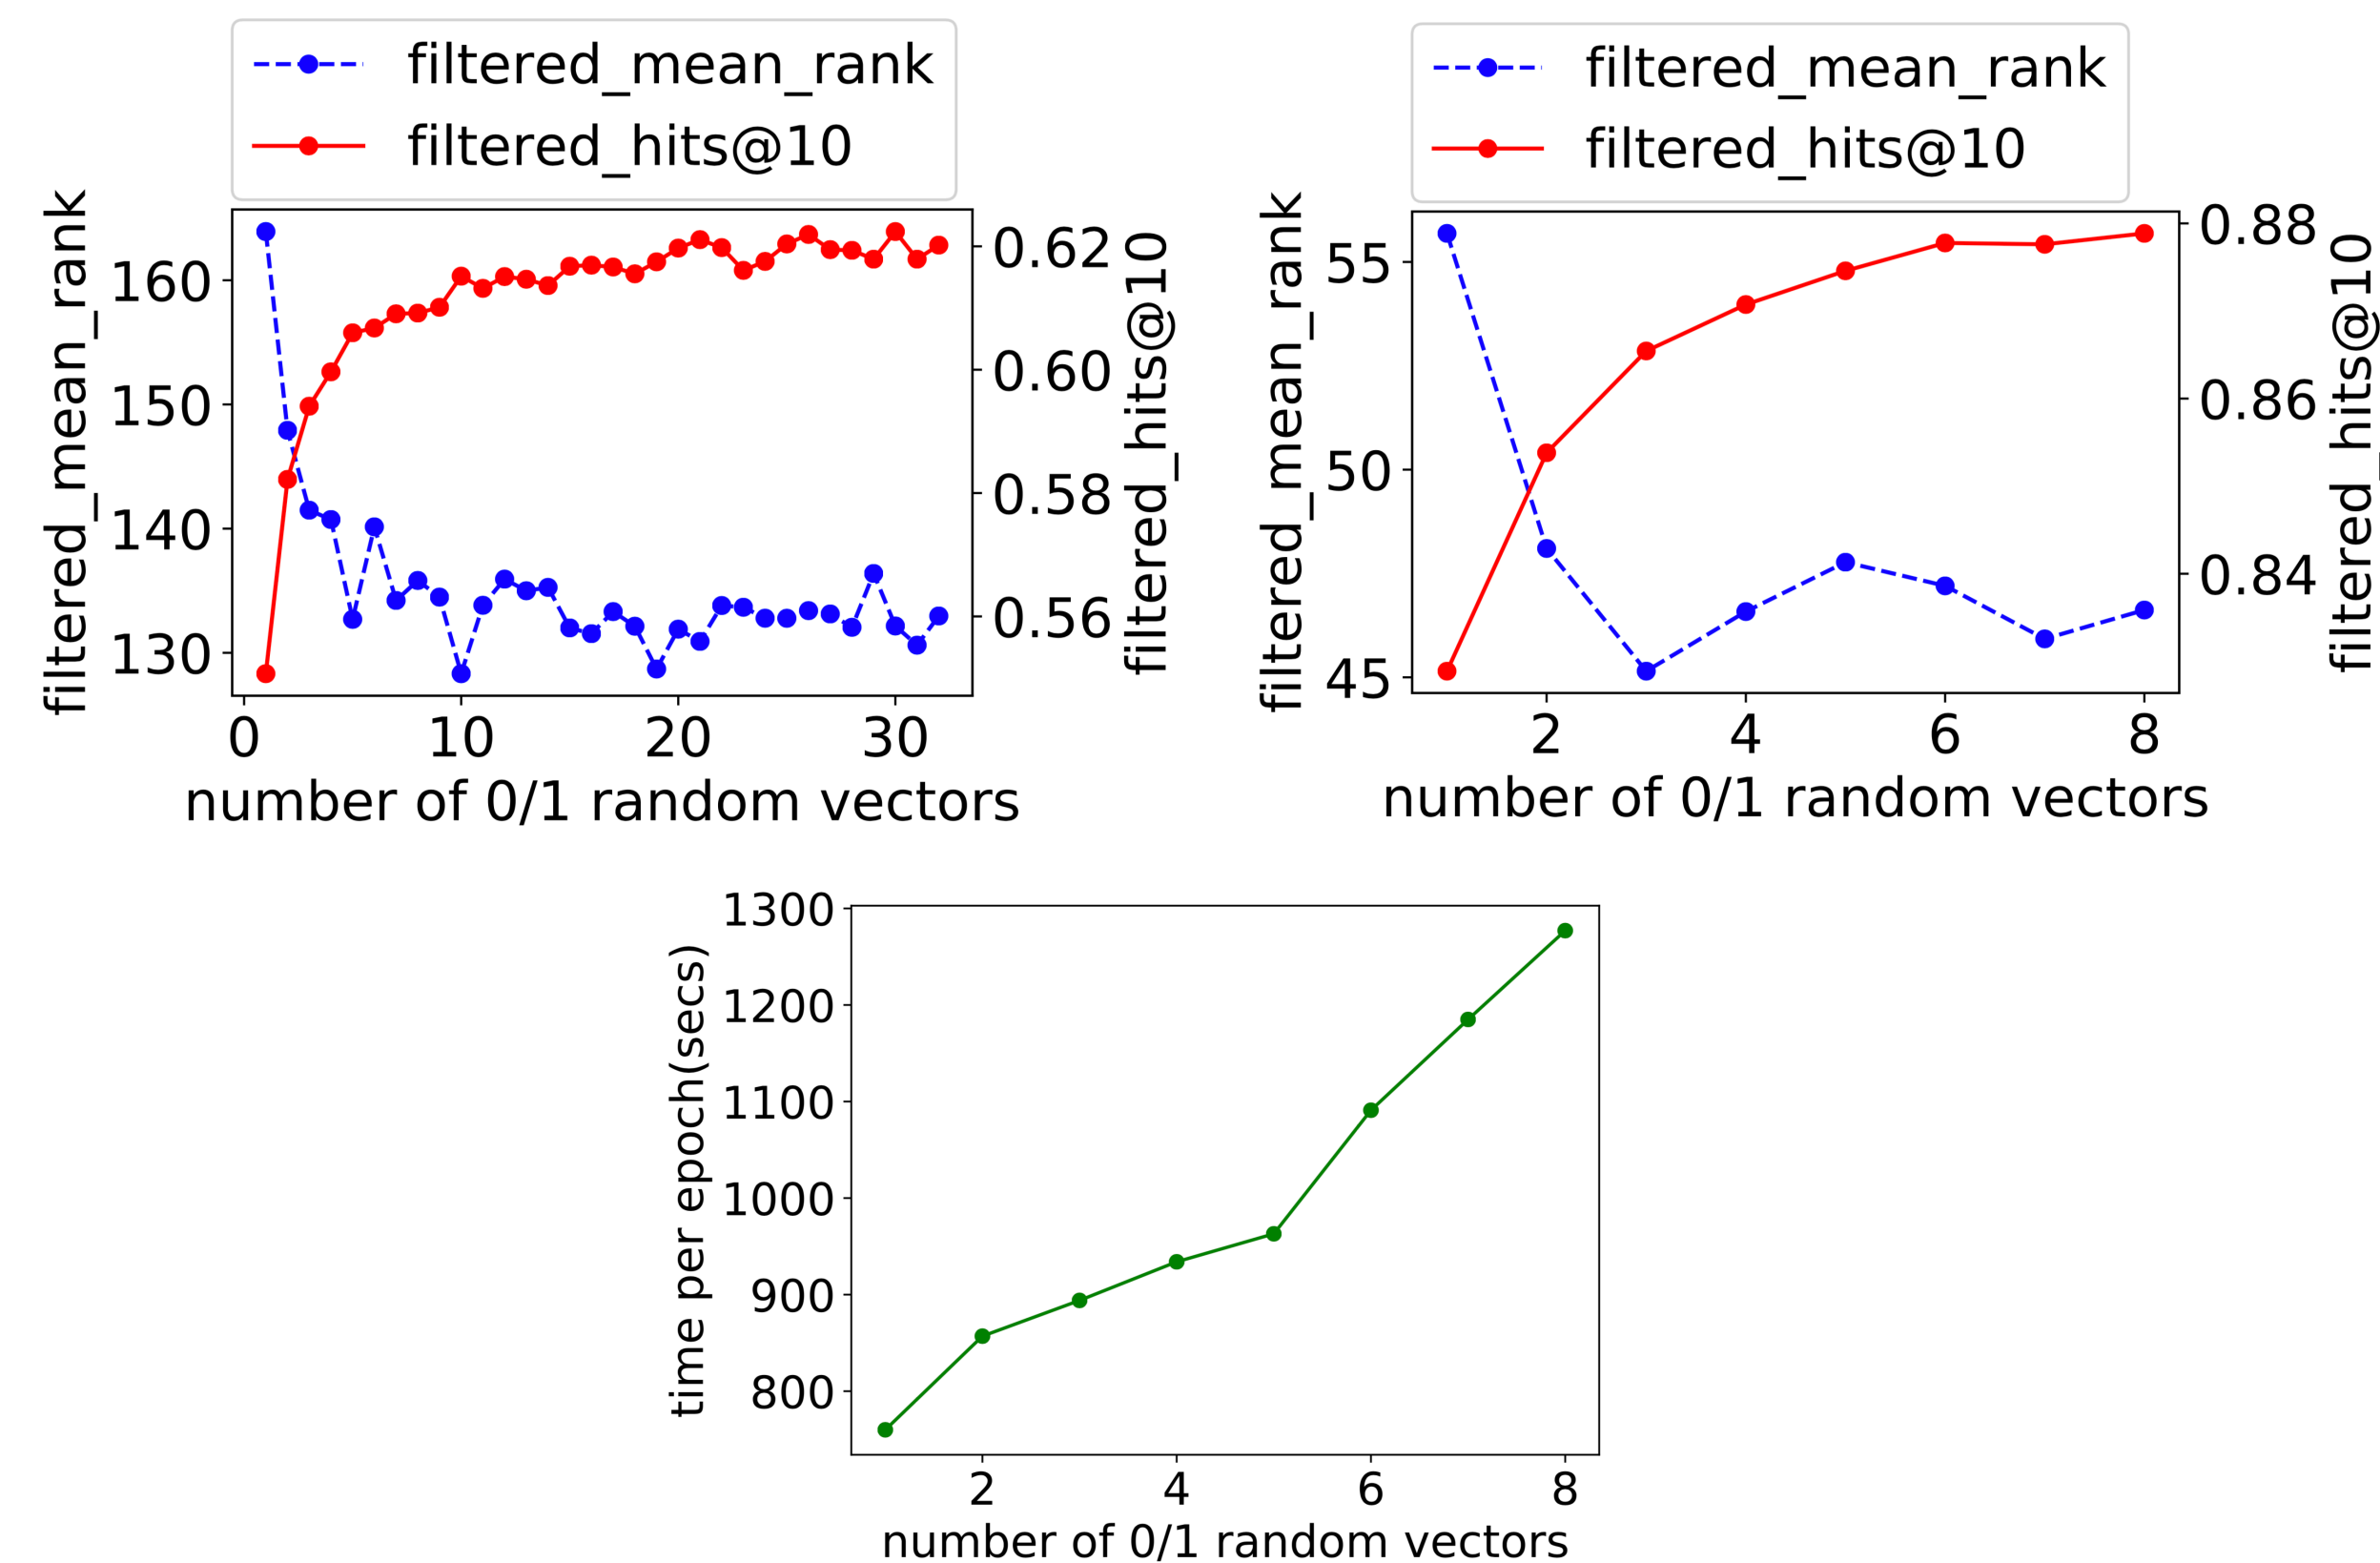 filtered_mean_rank
filtered_hits@10
filtered_mean_rank
160
150
140
130
0.62
0.60
0.58
0.56
filtered_hits@10
0
10
20
30
number of 0/1 random vectors
filtered_mean_rank
filtered_hits@10
filtered_mean_rank
55
50
45
0.88
0.86
0.84
filtered_hits@10
2
4
6
8
number of 0/1 random vectors
time per epoch(secs)
1300
1200
1100
1000
900
800
2
4
6
8
number of 0/1 random vectors